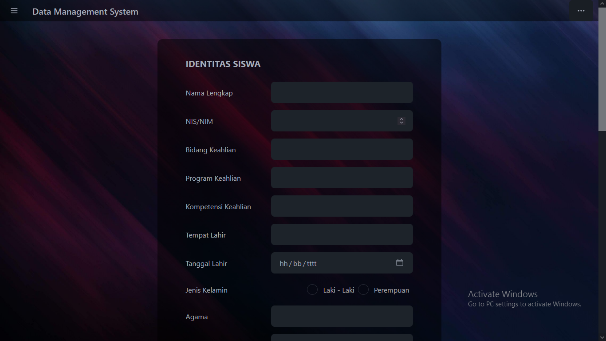 Data Management System
IDENTITAS SISWA
Nama Lengkap
NIS/NIM
Bidang Keahlian
Program Keahlian
Kompetensi Keahlian
Tempat Lahir
Tanggal Lahir
hh/bb/tttt
Jenis Kelamin
Laki - Laki
Perempuan
Agama
Activate Windows
Go to PC settings to activate Windows.